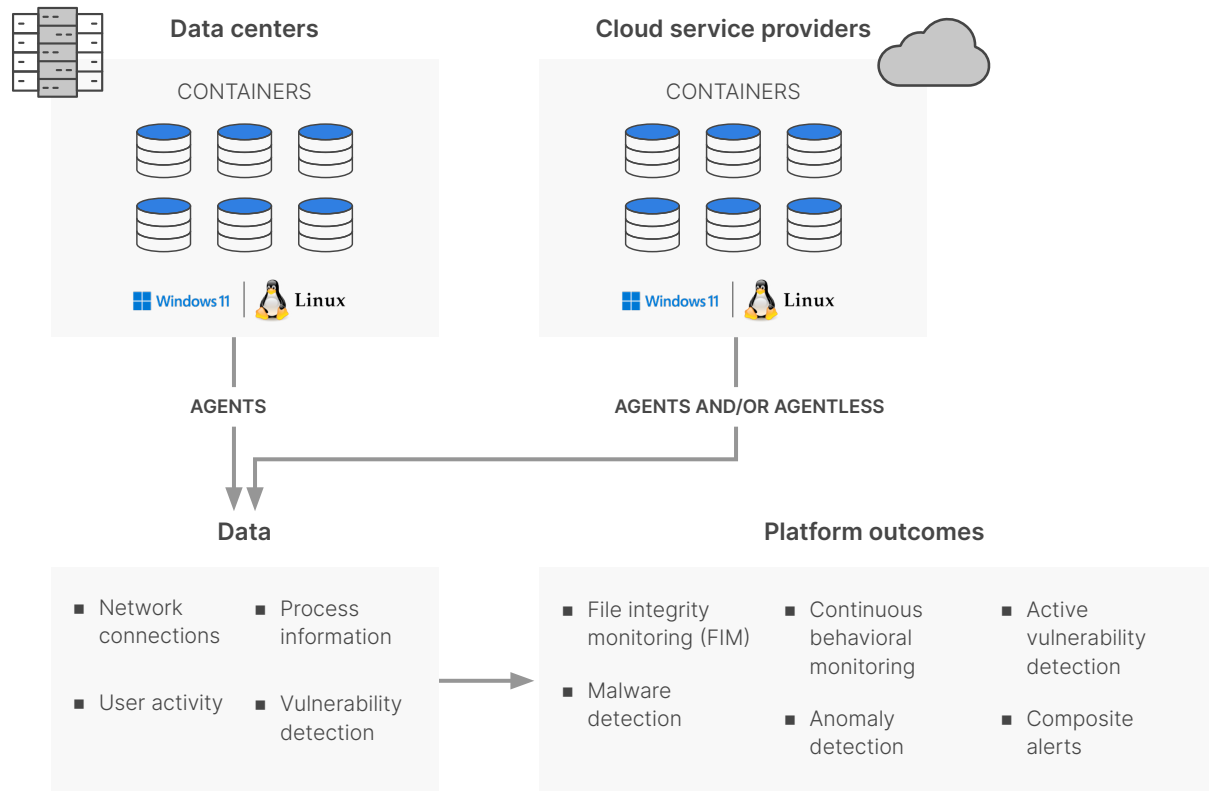 Data centers
Cloud service providers
CONTAINERS
CONTAINERS
Windows 11
Linux
Windows 11
Linux
AGENTS
AGENTS AND/OR AGENTLESS
Data
Network
connections
Process
information
User activity
Vulnerability
detection
Platform outcomes
File integrity
monitoring (FIM)
Continuous
behavioral
monitoring
Active
vulnerability
detection
Malware
detection
Anomaly
detection
Composite
alerts